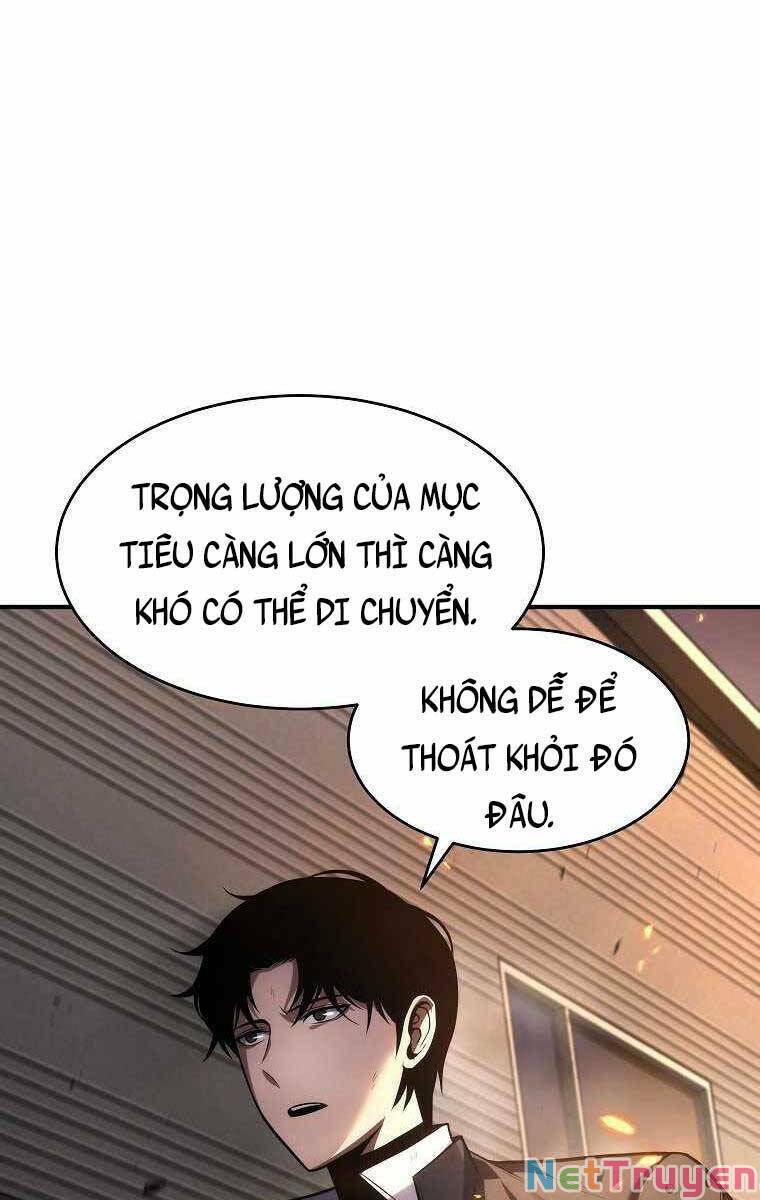 TRỌNG LƯỢNG CỦA MỤC
TIÊU CÀNG LỚN THÌ CÀNG
KHÓ CÓ THỂ DI CHUYỂN.
KHÔNG DỄ ĐỂ
THOÁT KHỎI ĐÓ
ĐÂU.
NetTruyen